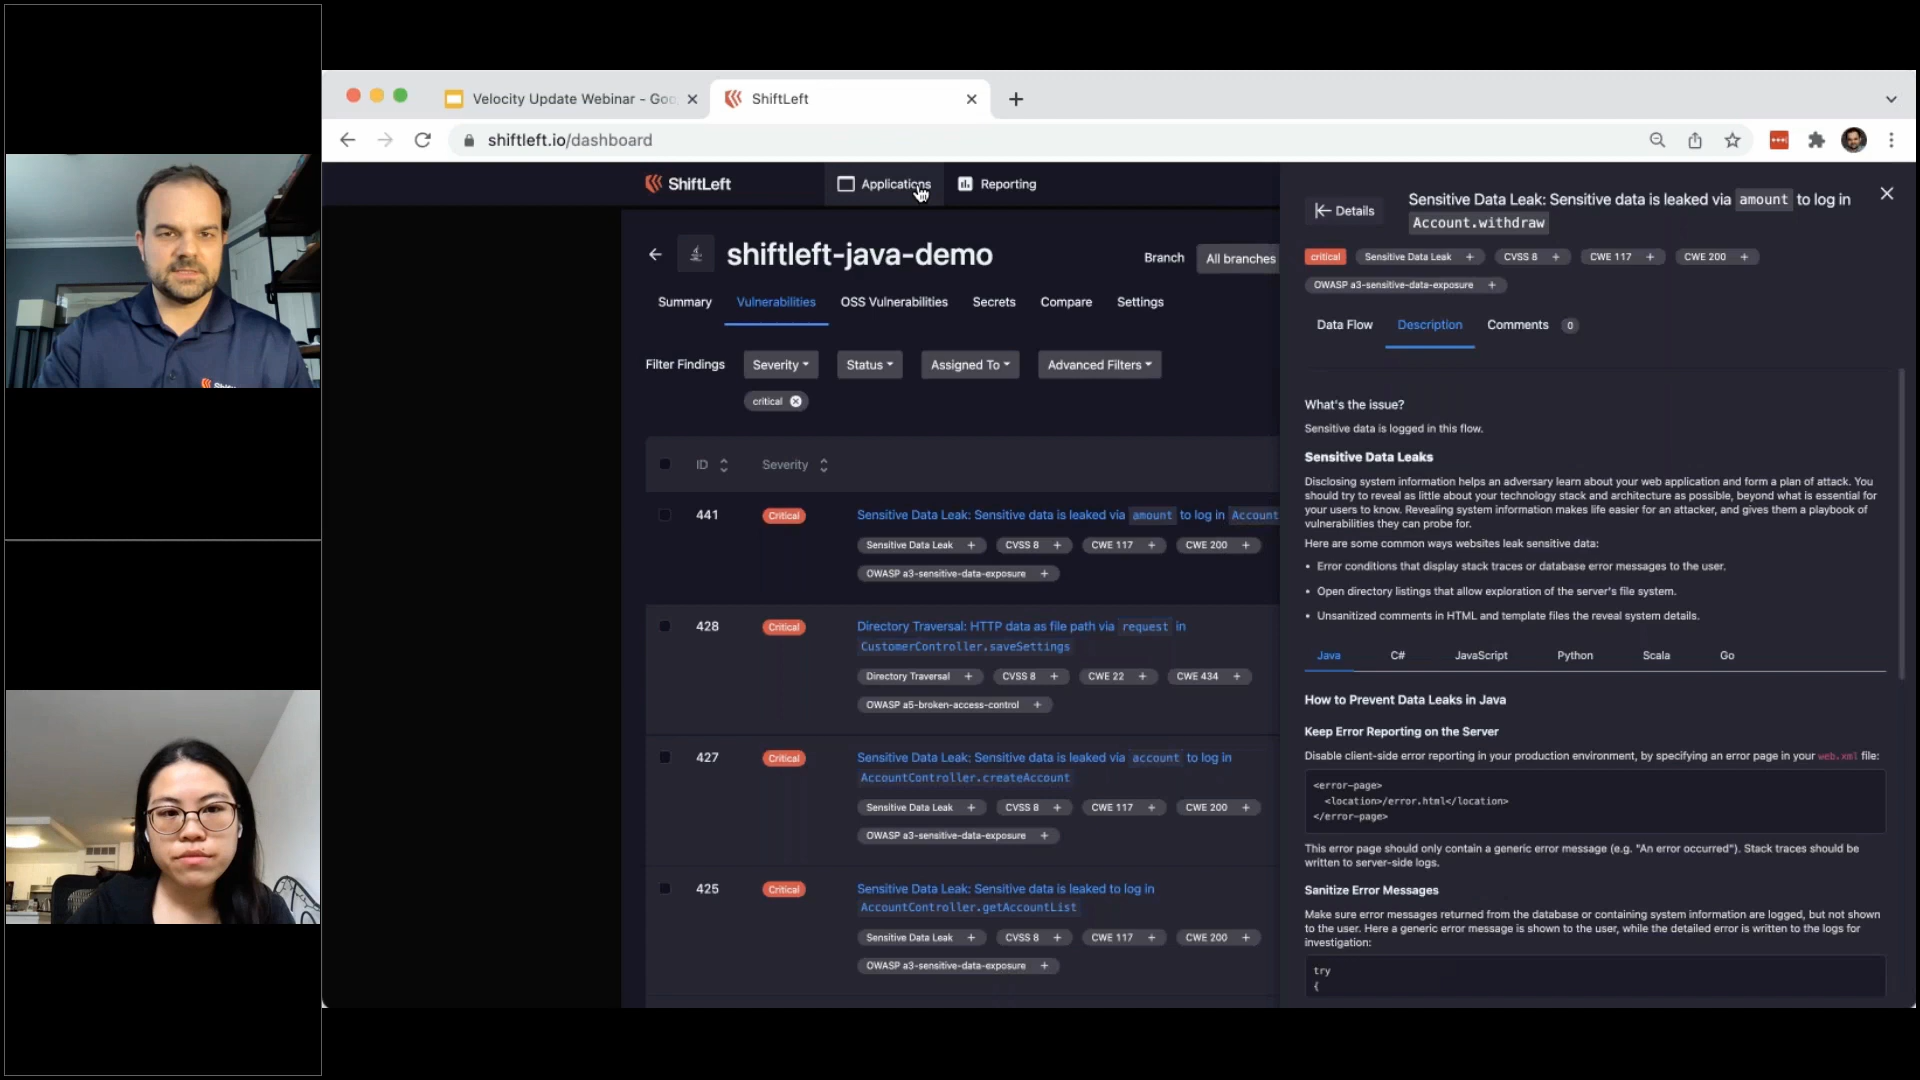 Velocity Update Webinar - Goo
ShiftLeft
shiftleft.io/dashboard
ShiftLeft
Applications
Reporting
shiftleft-java-demo
Branch
All branches
Summary
Vulnerabilities
OSS Vulnerabilities
Secrets
Compare
Settings
Filter Findings
Severity
Status
Assigned To
Advanced Filters
critical
ID
Severity
441
Critical
Sensitive Data Leak: Sensitive data is leaked via amount to log in Account
Sensitive Data Leak +
CVSS 8 +
CWE 117 +
CWE 200 +
OWASP a3-sensitive-data-exposure +
428
Critical
Directory Traversal: HTTP data as file path via request in
CustomerController.saveSettings
Directory Traversal +
CVSS 8 +
CWE 22 +
CWE 434 +
OWASP a5-broken-access-control +
427
Critical
Sensitive Data Leak: Sensitive data is leaked via account to log in
AccountController.createAccount
Sensitive Data Leak +
CVSS 8 +
CWE 117 +
CWE 200 +
OWASP a3-sensitive-data-exposure +
425
Critical
Sensitive Data Leak: Sensitive data is leaked to log in
AccountController.getAccountList
Sensitive Data Leak +
CVSS 8 +
CWE 117 +
CWE 200 +
OWASP a3-sensitive-data-exposure +
Details
Sensitive Data Leak: Sensitive data is leaked via amount to log in
Account.withdraw
critical
Sensitive Data Leak +
CVSS 8 +
CWE 117 +
CWE 200 +
OWASP a3-sensitive-data-exposure +
Data Flow
Description
Comments 0
What's the issue?
Sensitive data is logged in this flow.
Sensitive Data Leaks
Disclosing system information helps an adversary learn about your web application and form a plan of attack. You
should try to reveal as little about your technology stack and architecture as possible, beyond what is essential for
your users to know. Revealing system information makes life easier for an attacker, and gives them a playbook of
vulnerabilities they can probe for.
Here are some common ways websites leak sensitive data:
• Error conditions that display stack traces or database error messages to the user.
• Open directory listings that allow exploration of the server's file system.
• Unsanitized comments in HTML and template files the reveal system details.
Java
C#
JavaScript
Python
Scala
Go
How to Prevent Data Leaks in Java
Keep Error Reporting on the Server
Disable client-side error reporting in your production environment, by specifying an error page in your web.xml file:
<error-page>
<location>/error.html</location>
</error-page>
This error page should only contain a generic error message (e.g. "An error occurred"). Stack traces should be
written to server-side logs.
Sanitize Error Messages
Make sure error messages returned from the database or containing system information are logged, but not shown
to the user. Here a generic error message is shown to the user, while the detailed error is written to the logs for
investigation:
try
{